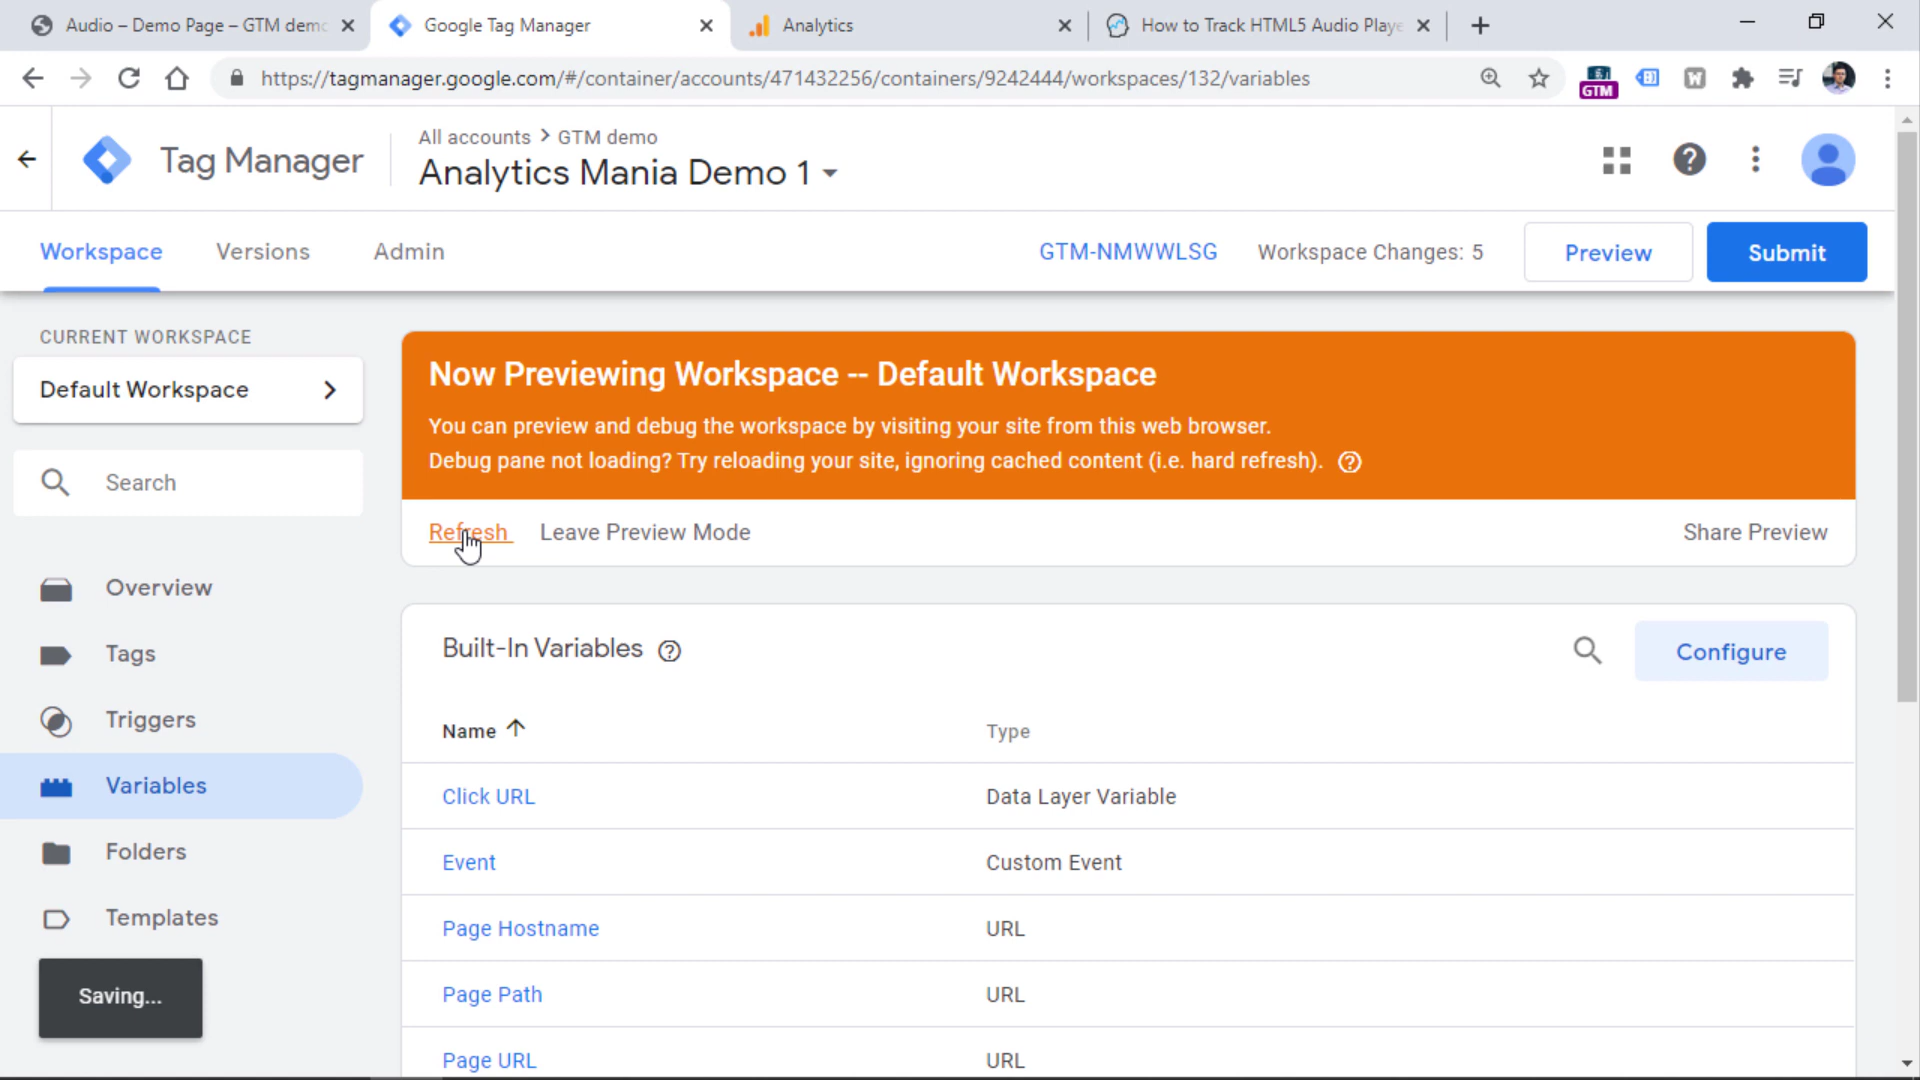 Audio – Demo Page – GTM demo
Google Tag Manager
Analytics
How to Track HTML5 Audio Playe
https://tagmanager.google.com/#/container/accounts/471432256/containers/9242444/workspaces/132/variables
GTM
W
Tag Manager
All accounts > GTM demo
Analytics Mania Demo 1
Workspace
Versions
Admin
GTM-NMWWLSG
Workspace Changes: 5
Preview
Submit
CURRENT WORKSPACE
Default Workspace
Search
Overview
Tags
Triggers
Variables
Folders
Templates
Saving...
Now Previewing Workspace -- Default Workspace
You can preview and debug the workspace by visiting your site from this web browser.
Debug pane not loading? Try reloading your site, ignoring cached content (i.e. hard refresh).
Refresh
Leave Preview Mode
Share Preview
Built-In Variables
Configure
Name
Type
Click URL
Data Layer Variable
Event
Custom Event
Page Hostname
URL
Page Path
URL
Page URL
URL